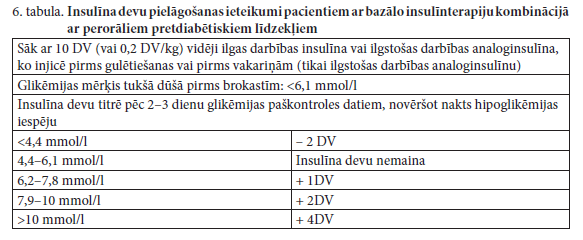 6. tabula. Insulīna devu pielāgošanas ieteikumi pacientiem ar bazālo insulīnterapiju kombinācijā
ar perorāliem pretdiabētiskiem līdzekļiem
Sāk ar 10 DV (vai 0,2 DV/kg) vidēji ilgas darbības insulīna vai ilgstošas darbības analoginsulīna,
ko injicē pirms gulētiešanas vai pirms vakariņām (tikai ilgstošas darbības analoginsulīnu)
Glikēmijas mērķis tukšā dūšā pirms brokastīm: <6,1 mmol/l
Insulīna devu titrē pēc 2–3 dienu glikēmijas paškontroles datiem, novēršot nakts hipoglikēmijas
iespēju
<4,4 mmol/l – 2 DV
4,4–6,1 mmol/l Insulīna devu nemaina
6,2–7,8 mmol/l + 1DV
7,9–10 mmol/l + 2DV
>10 mmol/l + 4DV